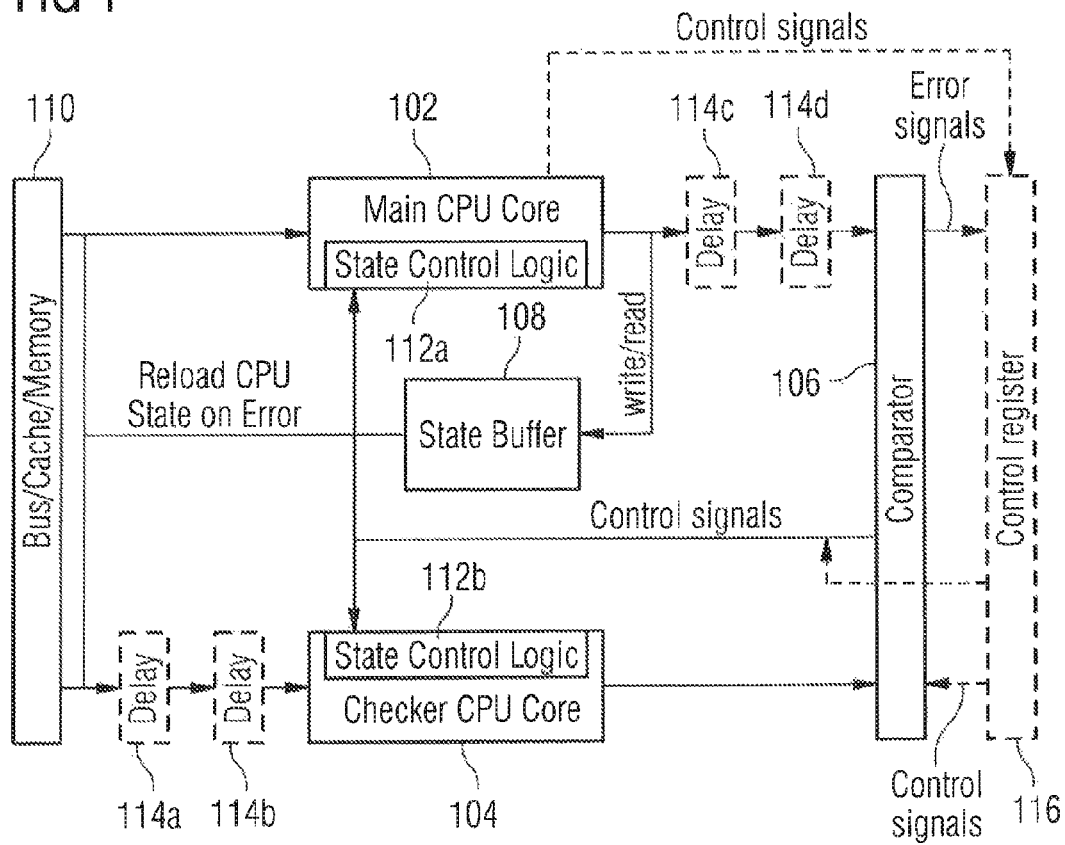 Control signals
110
102
114c
114d
Error
signals
Main CPU Core
State Control Logic
Delay
Delay
112a
108
write/read
106
Bus/Cache/Memory
Reload CPU
State on Error
State Buffer
Comparator
Control register
Control signals
112b
State Control Logic
Checker CPU Core
Delay
Delay
114a
114b
104
Control
signals
116